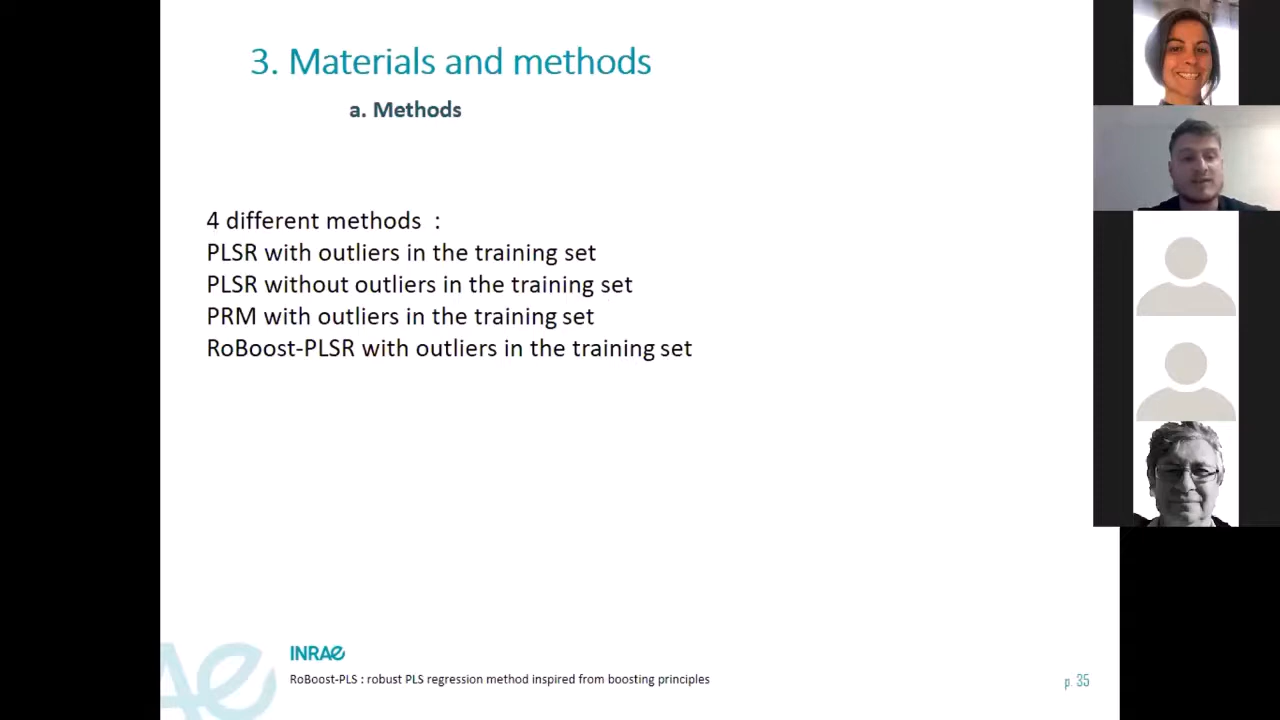 3. Materials and methods
a. Methods
4 different methods :
PLSR with outliers in the training set
PLSR without outliers in the training set
PRM with outliers in the training set
RoBoost-PLSR with outliers in the training set
INRAE
RoBoost-PLS : robust PLS regression method inspired from boosting principles
p. 35